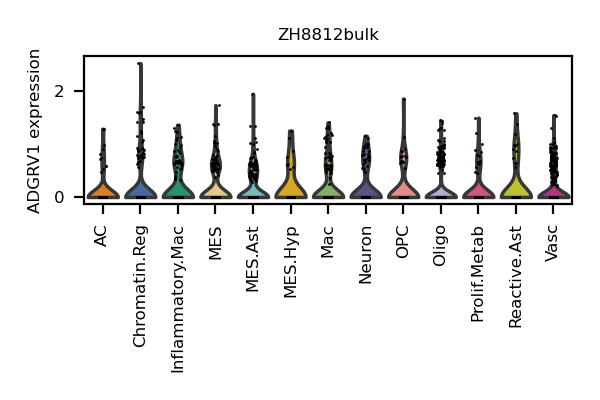 ZH8812bulk
ADGRV1 expression
2
0
AC
Chromatin.Reg
Inflammatory.Mac
MES
MES.Ast
MES.Hyp
Mac
Neuron
OPC
Oligo
Prolif.Metab
Reactive.Ast
Vasc